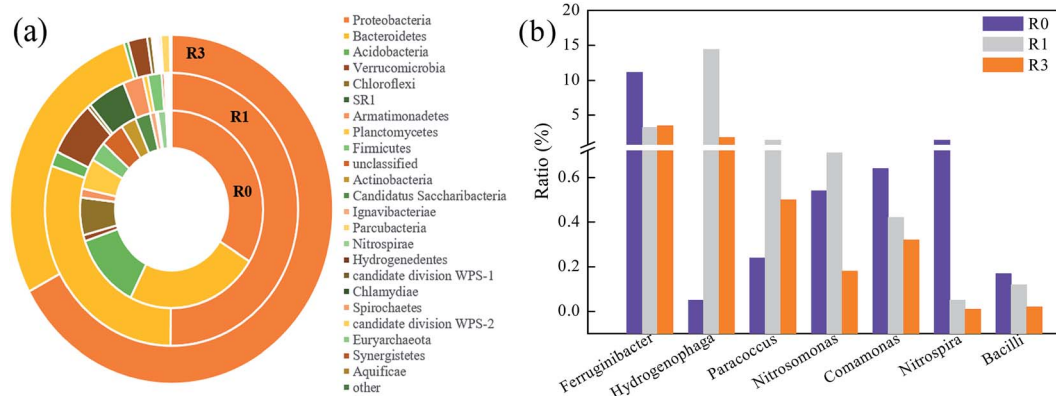 (a)
R3
R1
R0
Proteobacteria
Bacteroidetes
Acidobacteria
Verrucomicrobia
Chloroflexi
SR1
Armatimonadetes
Planctomycetes
Firmicutes
unclassified
Actinobacteria
Candidatus Saccharibacteria
Ignavibacteriae
Parcubacteria
Nitrospirae
Hydrogenedentes
candidate division WPS-1
Chlamydiae
Spirochaetes
candidate division WPS-2
Euryarchaeota
Synergistetes
Aquificae
other
(b)
R0
R1
R3
Ratio (%)
20
15
10
5
0.6
0.4
0.2
0.0
Ferruginibacter
Hydrogenophaga
Paracoccus
Nitrosomonas
Comamonas
Nitrospira
Bacilli